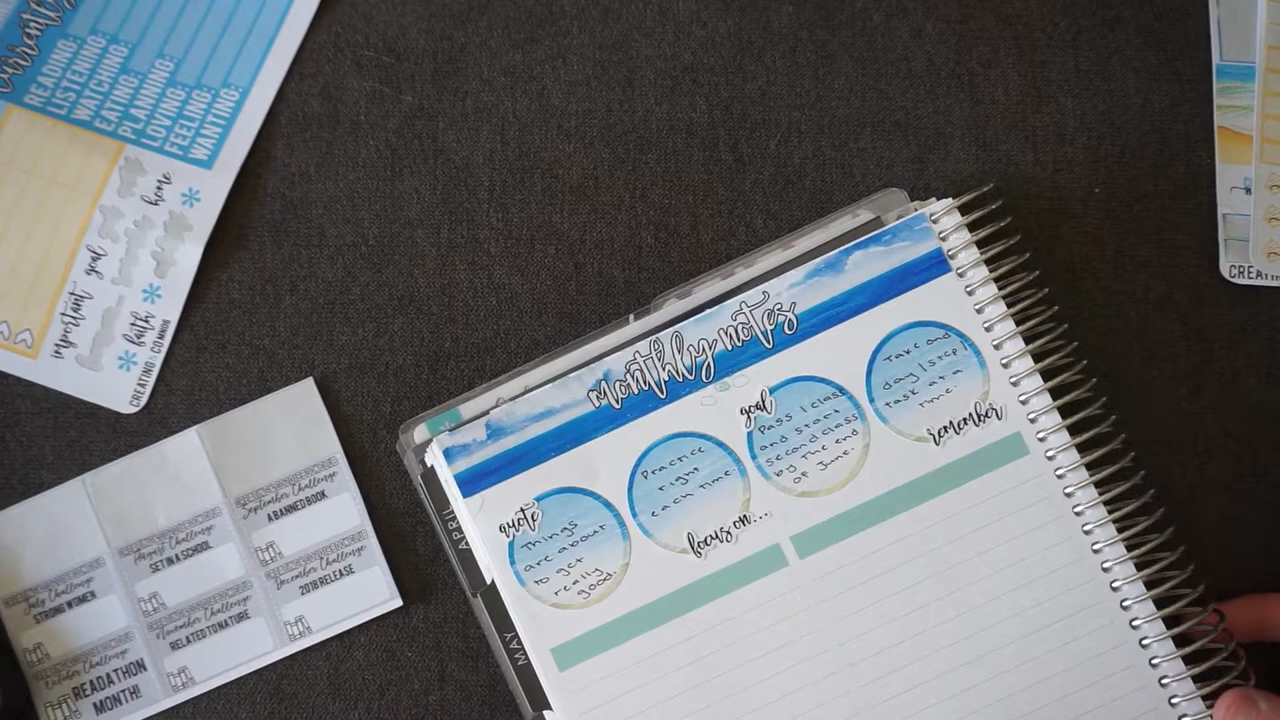 currently
READING:
LISTENING:
WATCHING:
EATING:
PLANNING:
LOVING:
FEELING:
WANTING:
home
goal
important
faith
CREATING & COMMNOB
July Challenge
STRONG WOMEN
August Challenge
SET IN A SCHOOL
September Challenge
A BANNED BOOK
October Challenge
READATHON
MONTH!
November Challenge
RELATED TO NATURE
December Challenge
2018 RELEASE
APRIL
MAY
monthly notes
quote
Things
are about
to get
really
good.
Practice
right
each time.
focus on...
goal
Pass 1 class
and start
second class
by the end
of June.
Take one
day/step/
task at a
time.
remember